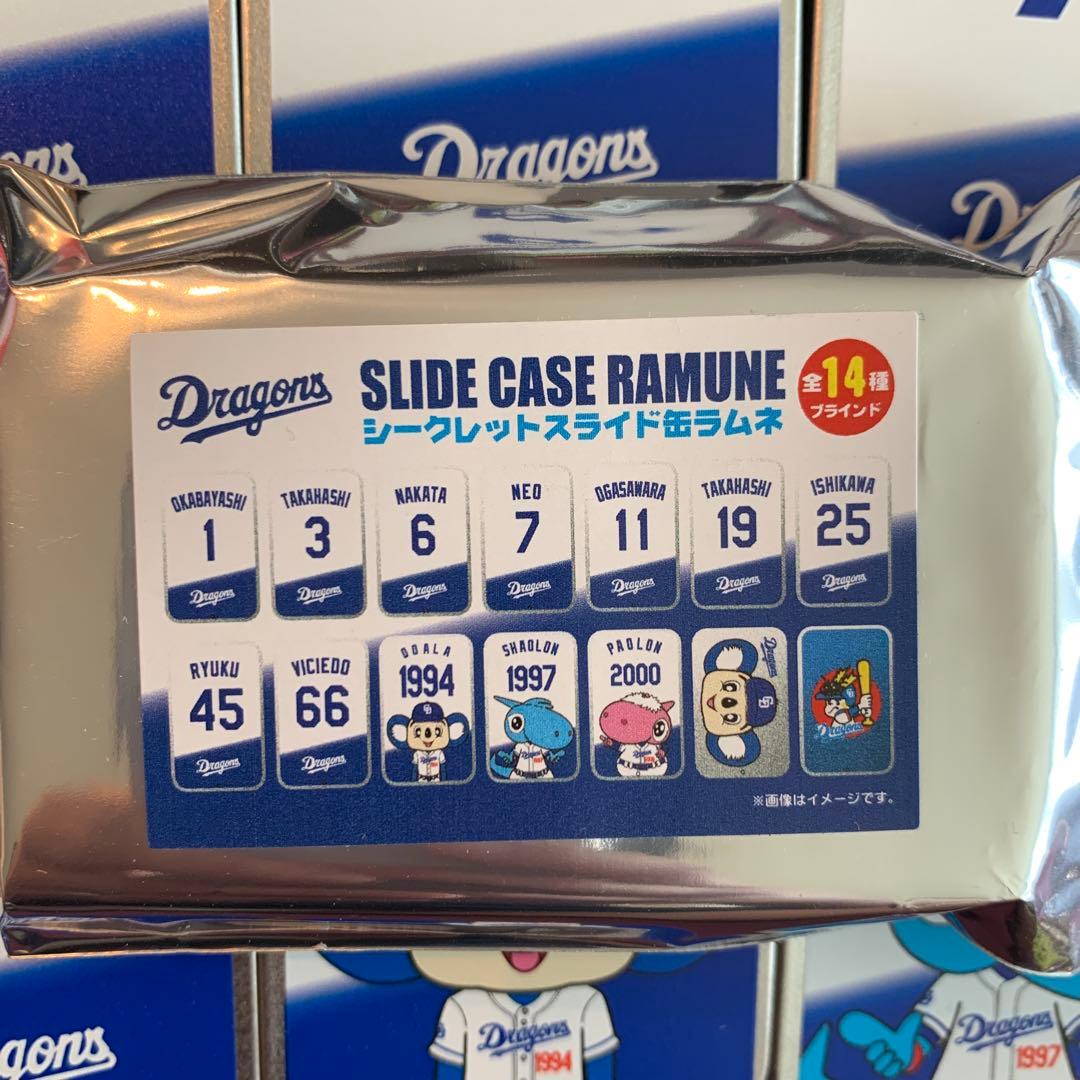 Dragons
Dragons
SLIDE CASE RAMUNE
シークレットスライド缶ラムネ
全14種
ブラインド
OKABAYASHI
1
Dragons
TAKAHASHI
3
Dragons
NAKATA
6
Dragons
NEO
7
Dragons
OGASAWARA
11
Dragons
TAKAHASHI
19
Dragons
ISHIKAWA
25
Dragons
RYUKU
45
Dragons
VICIEDO
66
Dragons
DOALA
1994
SHAOLON
1997
PAOLON
2000
Dragons
Dragons
※画像はイメージです。
Dragons
1994
Dragons
1997